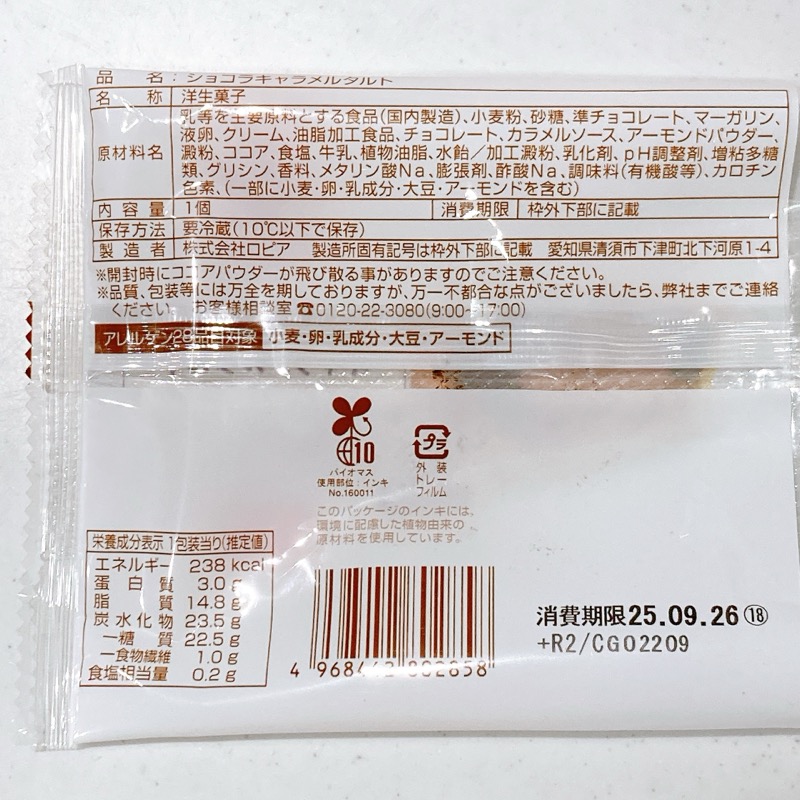 品名：ショコラキャラメルタルト
名称 洋生菓子
原材料名 乳等を主要原料とする食品(国内製造)、小麦粉、砂糖、準チョコレート、マーガリン、
液卵、クリーム、油脂加工食品、チョコレート、カラメルソース、アーモンドパウダー、
澱粉、ココア、食塩、牛乳、植物油脂、水飴／加工澱粉、乳化剤、pH調整剤、増粘多糖
類、グリシン、香料、メタリン酸Na、膨張剤、酢酸Na、調味料(有機酸等)、カロチン
色素、(一部に小麦・卵・乳成分・大豆・アーモンドを含む)
内容量 1個 消費期限 枠外下部に記載
保存方法 要冷蔵(10℃以下で保存)
製造者 株式会社ロピア 製造所固有記号は枠外下部に記載 愛知県清須市下津町北下河原1-4
※開封時にココアパウダーが飛び散る事がありますのでご注意ください。
※品質、包装等には万全を期しておりますが、万一不都合な点がございましたら、弊社までご連絡
ください。 お客様相談室☎0120-22-3080(9:00〜17:00)
アレルゲン28品目対象 小麦・卵・乳成分・大豆・アーモンド
10
バイオマス
使用部位：インキ
No.160011
プラ
外装
トレー
フィルム
このパッケージのインキには、
環境に配慮した植物由来の
原材料を使用しています。
栄養成分表示 1包装当り(推定値)
エネルギー 238 kcal
蛋白質 3.0 g
脂質 14.8 g
炭水化物 23.5 g
－糖質 22.5 g
－食物繊維 1.0 g
食塩相当量 0.2 g
消費期限25.09.26⑱
+R2/CG02209
4 968442 802858